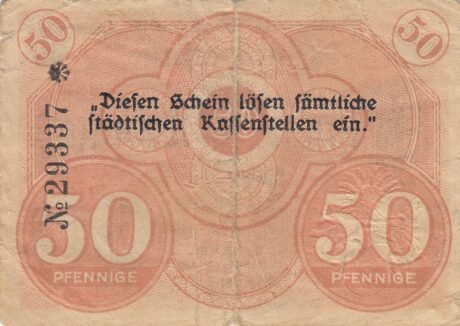 50
50
„Diesen Schein lösen sämtliche
städtischen Kassenstellen ein."
№ 29337 *
50
PFENNIGE
50
PFENNIGE